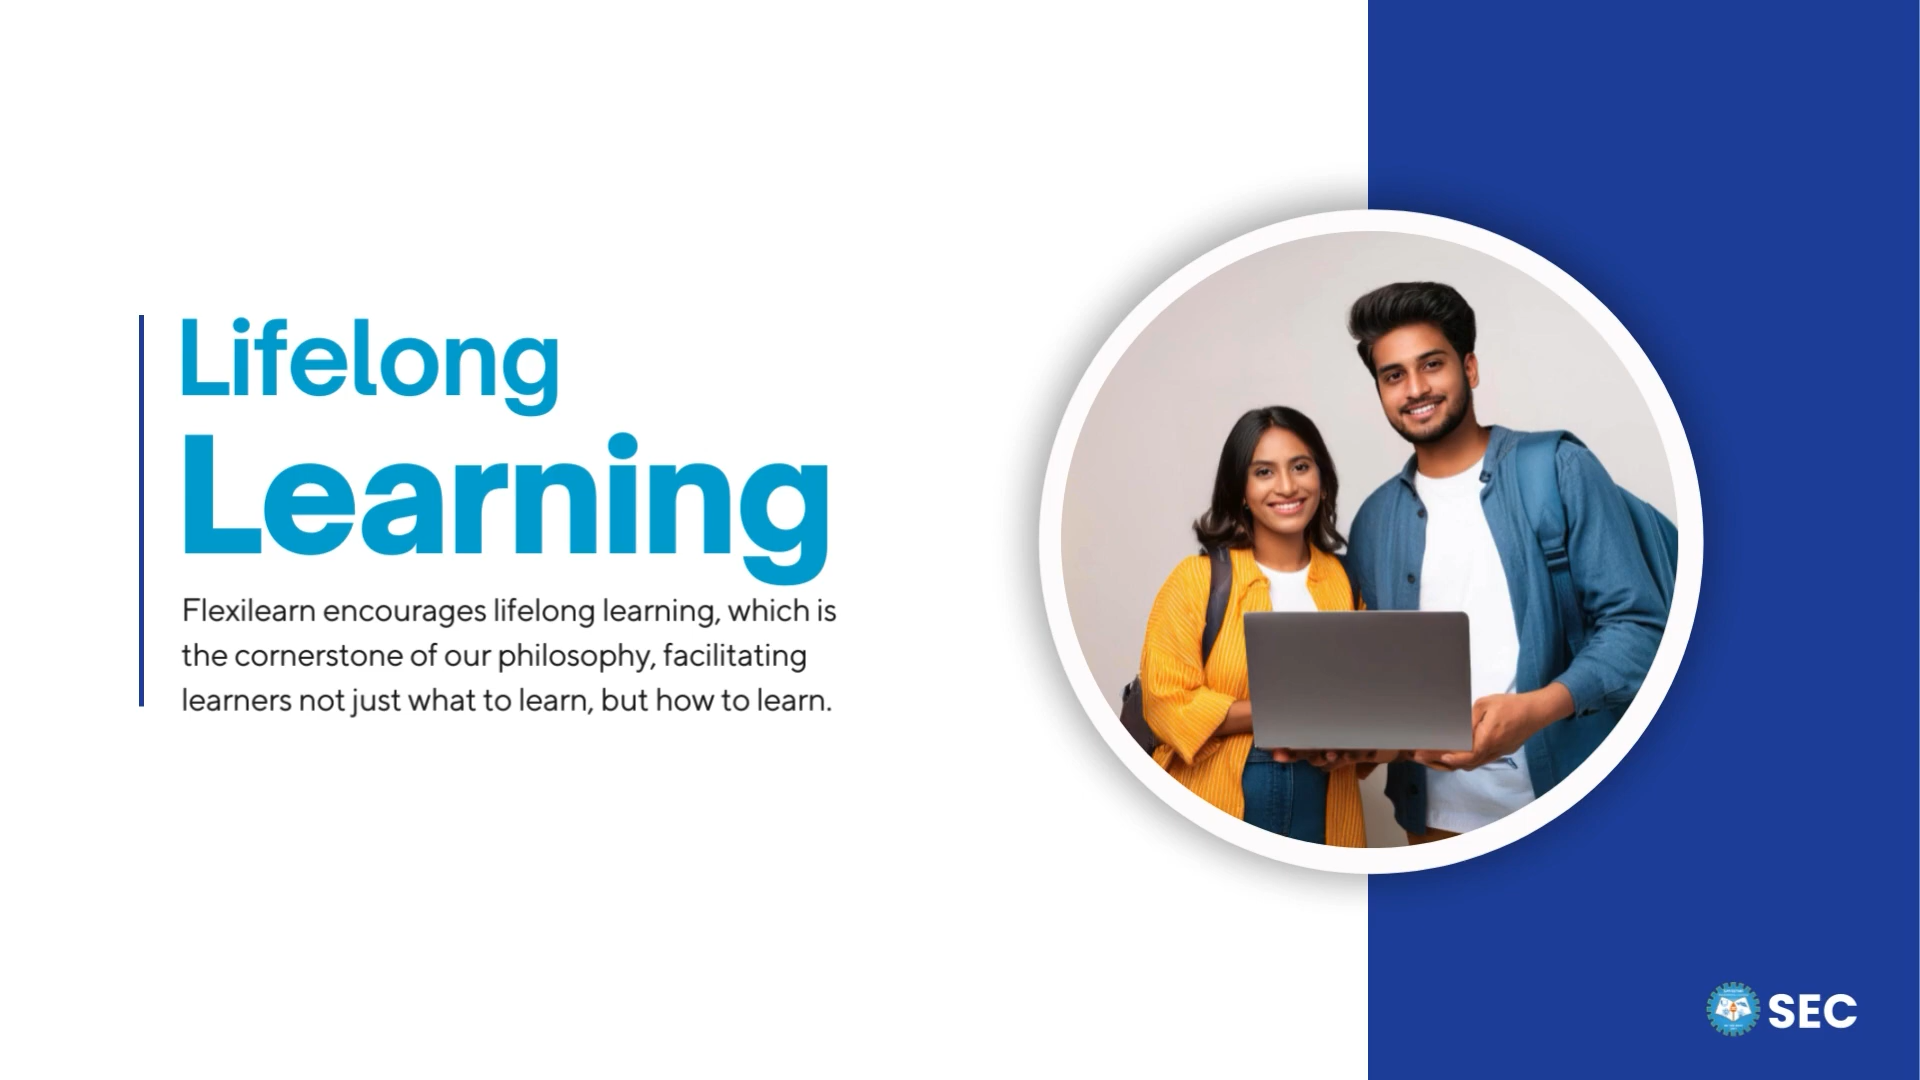 Lifelong
Learning
Flexilearn encourages lifelong learning, which is
the cornerstone of our philosophy, facilitating
learners not just what to learn, but how to learn.
SEC